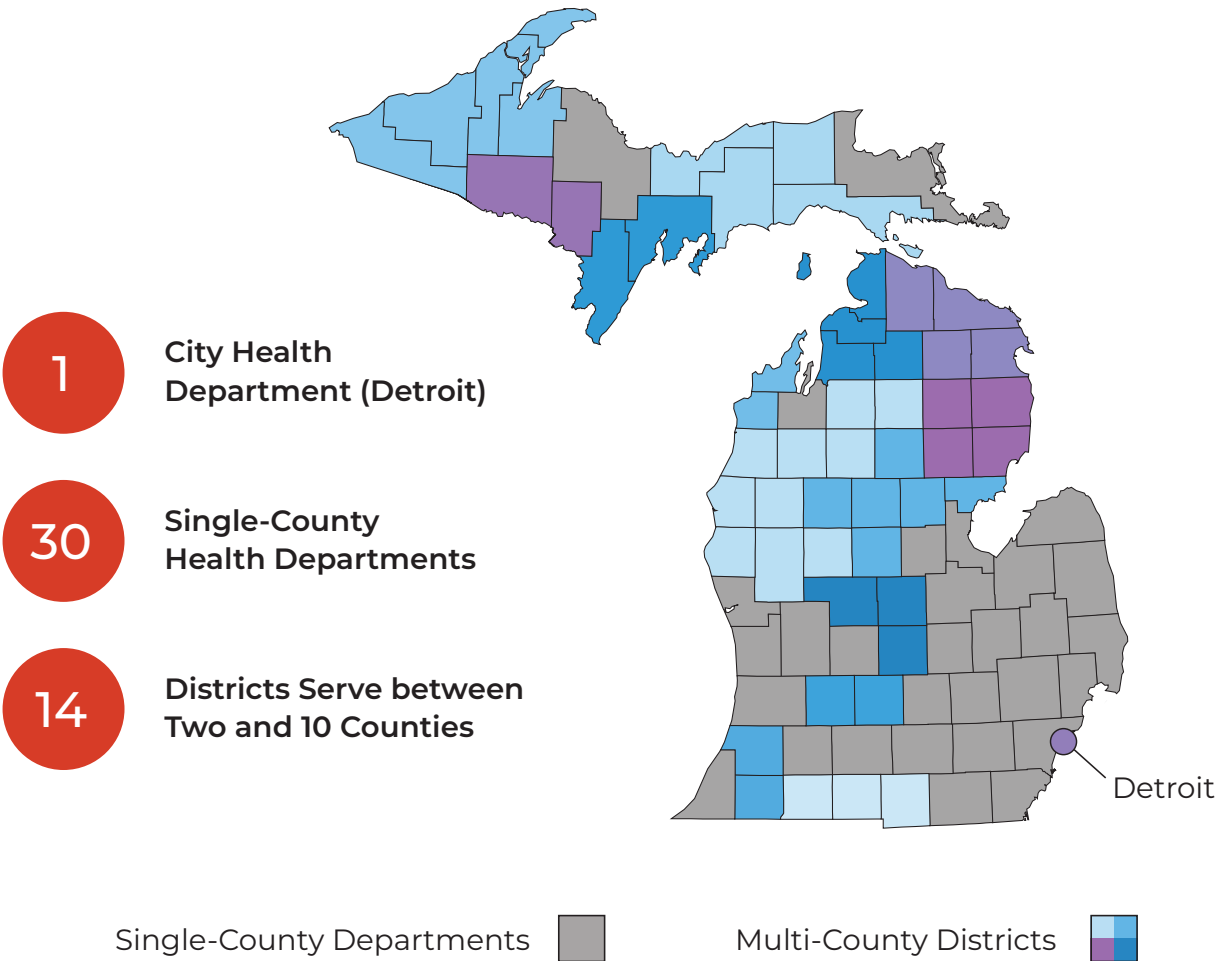 1
City Health
Department (Detroit)
30
Single-County
Health Departments
14
Districts Serve between
Two and 10 Counties
Detroit
Single-County Departments
Multi-County Districts